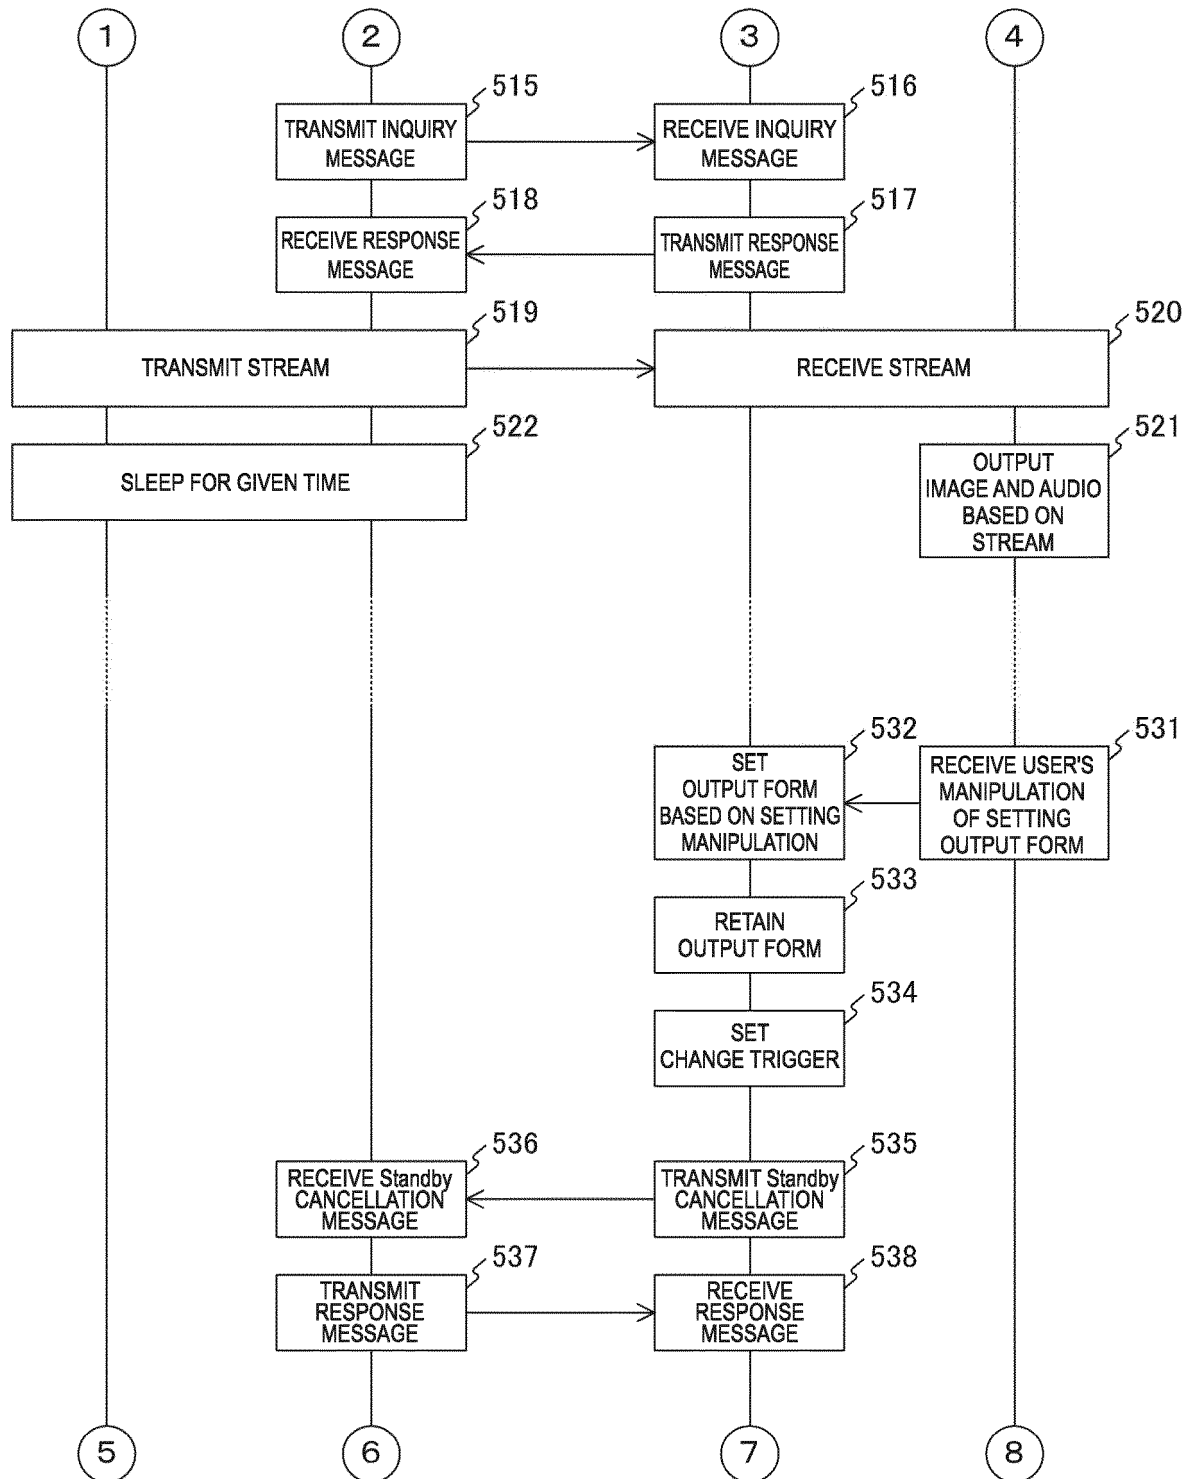 1 2 3 4
515 516
TRANSMIT INQUIRY
MESSAGE
RECEIVE INQUIRY
MESSAGE
518 517
RECEIVE RESPONSE
MESSAGE
TRANSMIT RESPONSE
MESSAGE
519 520
TRANSMIT STREAM
RECEIVE STREAM
522 521
SLEEP FOR GIVEN TIME
OUTPUT
IMAGE AND AUDIO
BASED ON
STREAM
532 531
SET
OUTPUT FORM
BASED ON SETTING
MANIPULATION
RECEIVE USER'S
MANIPULATION
OF SETTING
OUTPUT FORM
533
RETAIN
OUTPUT FORM
534
SET
CHANGE TRIGGER
536 535
RECEIVE Standby
CANCELLATION
MESSAGE
TRANSMIT Standby
CANCELLATION
MESSAGE
537 538
TRANSMIT
RESPONSE
MESSAGE
RECEIVE
RESPONSE
MESSAGE
5 6 7 8